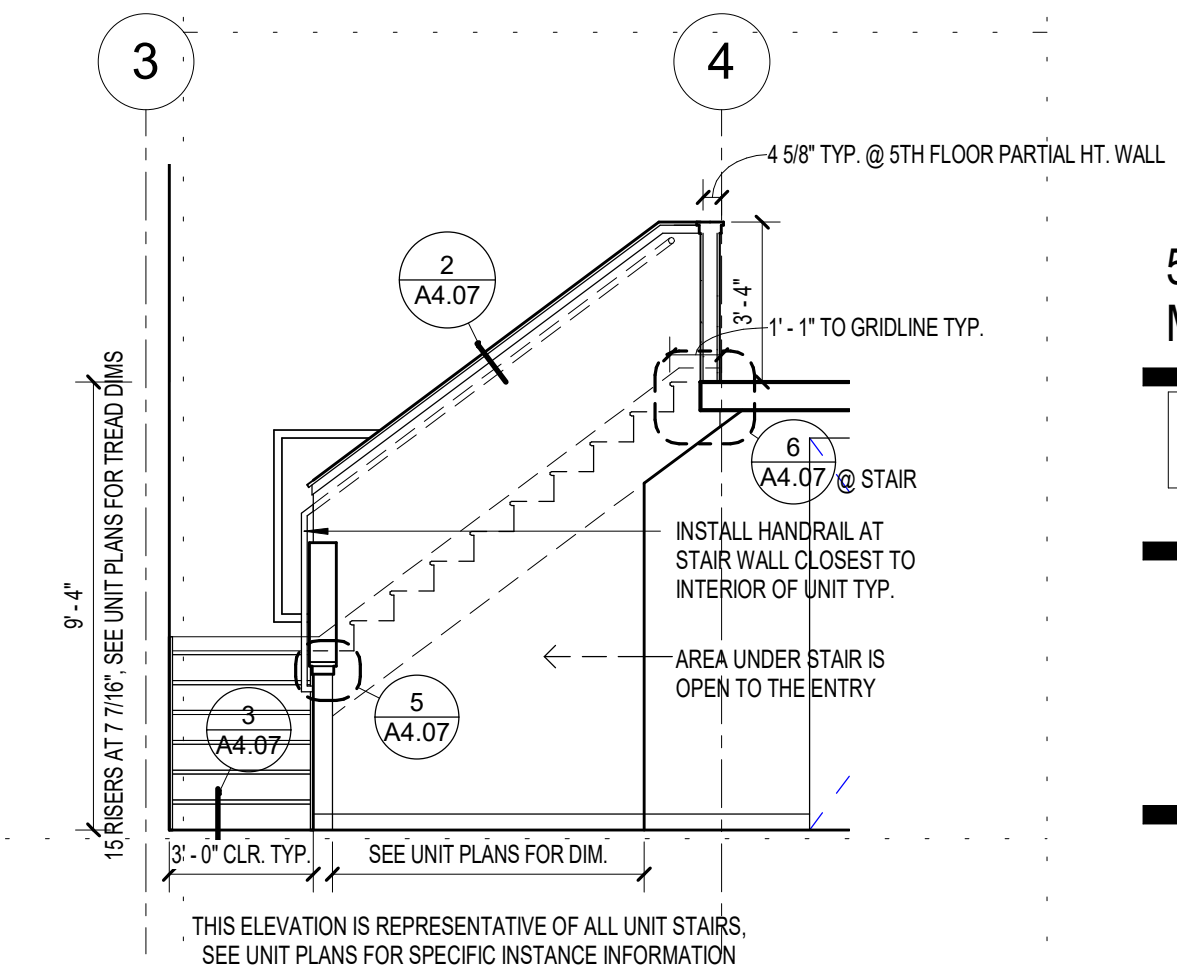 3
4
4 5/8" TYP. @ 5TH FLOOR PARTIAL HT. WALL
2
A4.07
3' - 4"
1' - 1" TO GRIDLINE TYP.
6
A4.07
@ STAIR
INSTALL HANDRAIL AT
STAIR WALL CLOSEST TO
INTERIOR OF UNIT TYP.
9' - 4"
15 RISERS AT 7 7/16", SEE UNIT PLANS FOR TREAD DIMS
AREA UNDER STAIR IS
OPEN TO THE ENTRY
5
A4.07
3
A4.07
3' - 0" CLR. TYP.
SEE UNIT PLANS FOR DIM.
THIS ELEVATION IS REPRESENTATIVE OF ALL UNIT STAIRS,
SEE UNIT PLANS FOR SPECIFIC INSTANCE INFORMATION